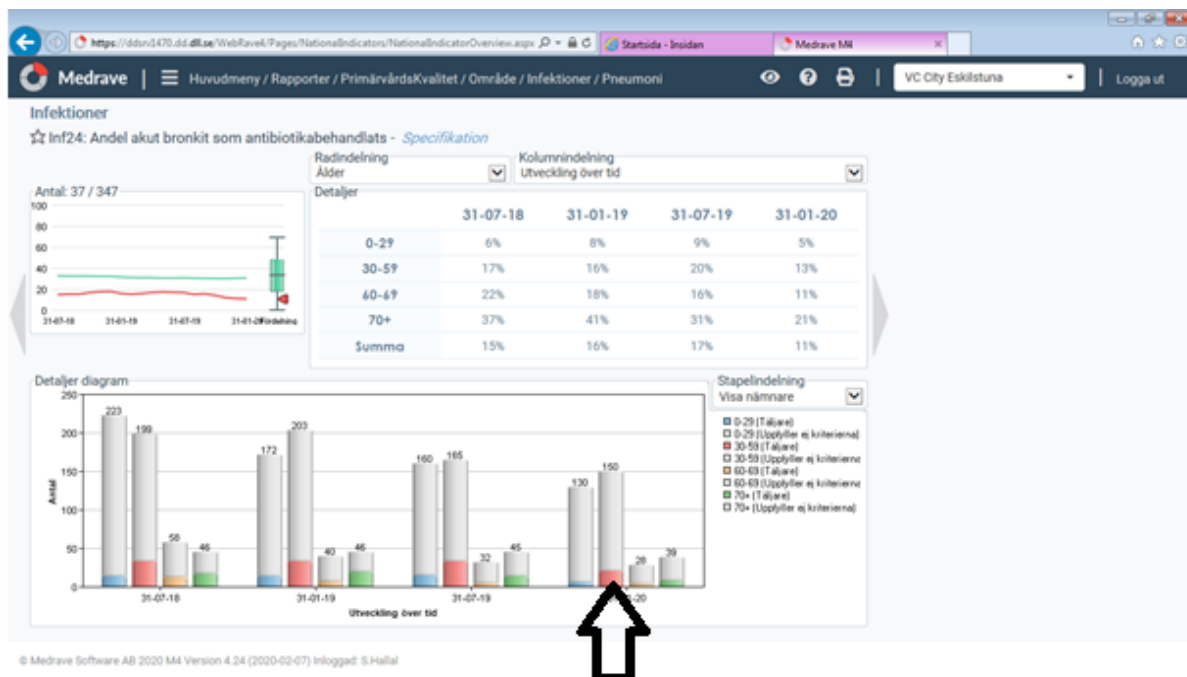 https://ddsrv1470.dd.dll.se/WebRave4/Pages/NationalIndicators/NationalIndicatorOverview.aspx
Startsida - Insidan
Medrave M4
Medrave | Huvudmeny / Rapporter / PrimärvårdsKvalitet / Område / Infektioner / Pneumoni
VC City Eskilstuna
Logga ut
Infektioner
Inf24: Andel akut bronkit som antibiotikabehandlats - Specifikation
Radindelning
Ålder
Kolumnindelning
Utveckling över tid
Antal: 37 / 347
100
80
60
40
20
0
31-07-18 31-01-19 31-07-19 31-01-20 Fördelning
Detaljer
31-07-18 31-01-19 31-07-19 31-01-20
0-29 6% 8% 9% 5%
30-59 17% 16% 20% 13%
60-69 22% 18% 16% 11%
70+ 37% 41% 31% 21%
Summa 15% 16% 17% 11%
Detaljer diagram
Stapelindelning
Visa nämnare
250
200
150
100
50
0
Antal
223 199 58 46
172 203 40 46
160 165 32 45
130 150 28 39
31-07-18 31-01-19 31-07-19 -01-20
Utveckling över tid
0-29 (Täljare)
0-29 (Uppfyller ej kriterierna)
30-59 (Täljare)
30-59 (Uppfyller ej kriterierna
60-69 (Täljare)
60-69 (Uppfyller ej kriterierna
70+ (Täljare)
70+ (Uppfyller ej kriterierna)
© Medrave Software AB 2020 M4 Version 4.24 (2020-02-07) Inloggad: S.Hallal